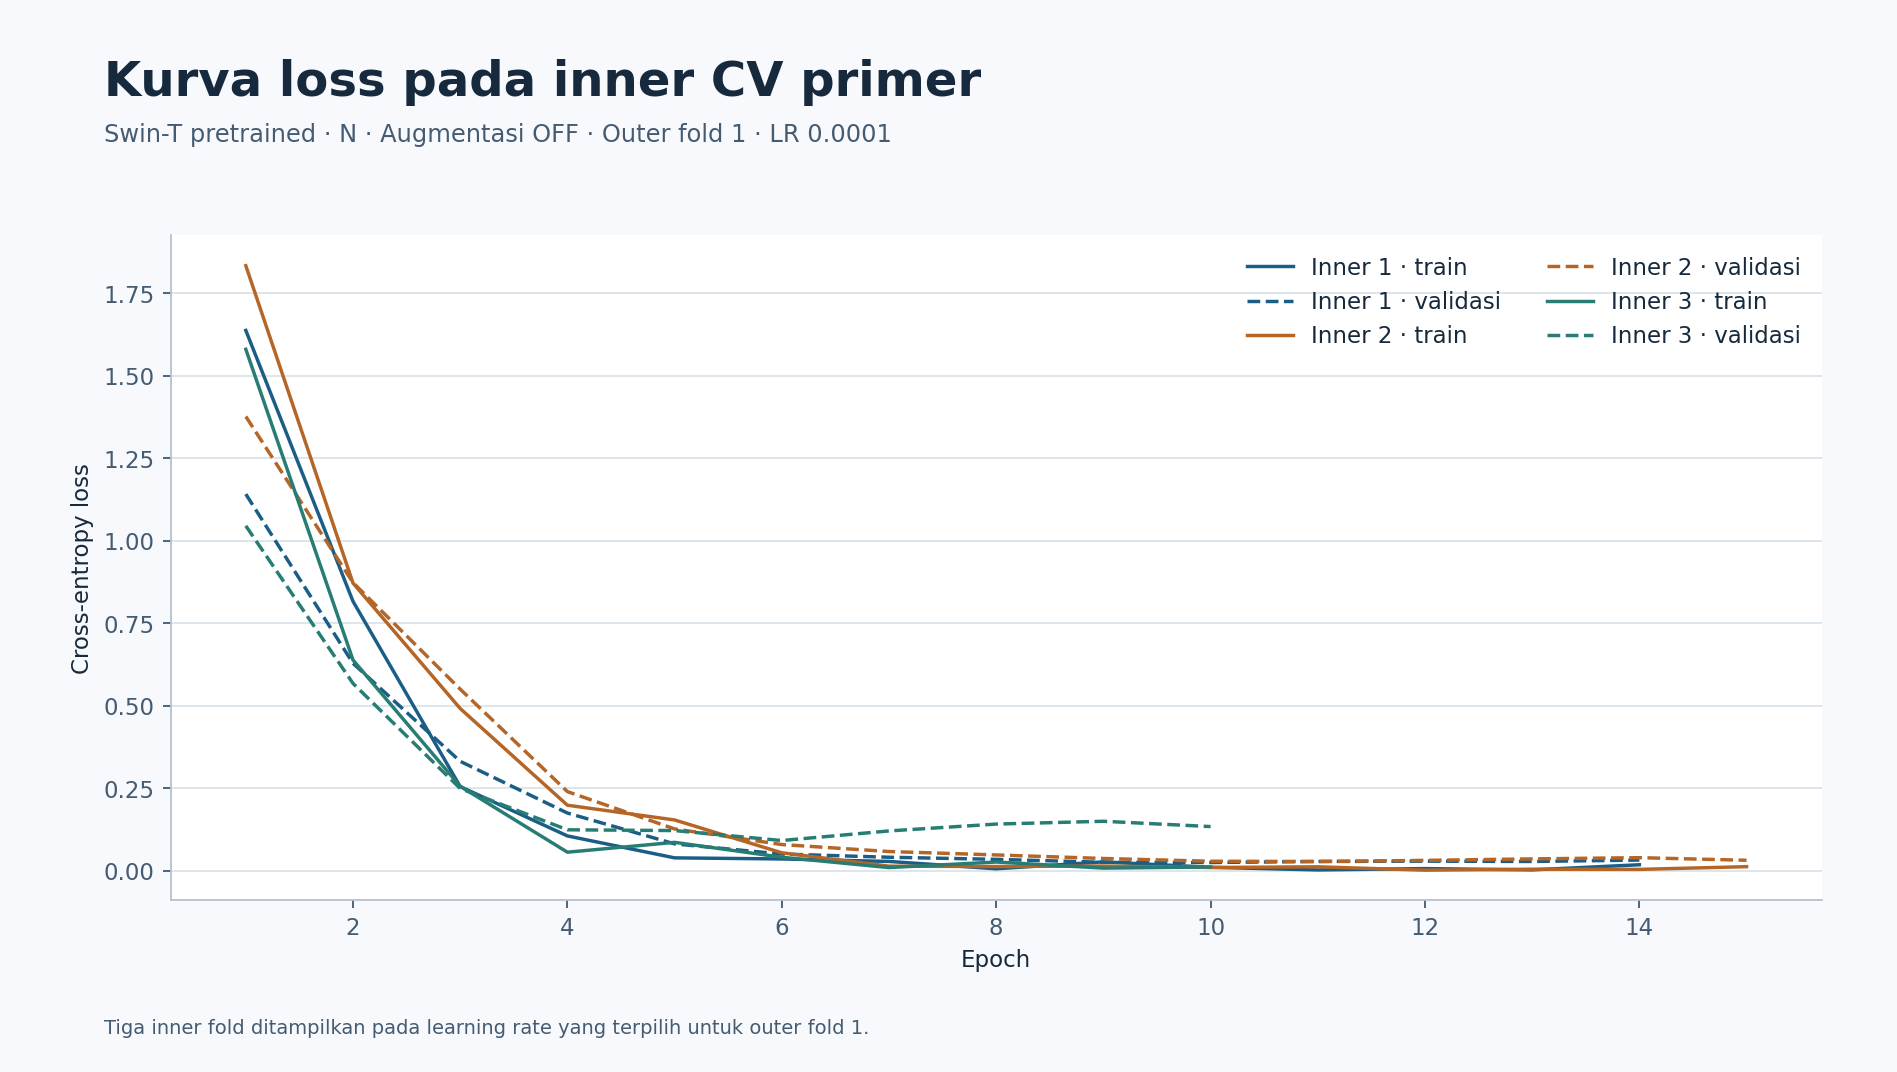 Kurva loss pada inner CV primer
Swin-T pretrained · N · Augmentasi OFF · Outer fold 1 · LR 0.0001
Inner 1 · train
Inner 1 · validasi
Inner 2 · train
Inner 2 · validasi
Inner 3 · train
Inner 3 · validasi
Cross-entropy loss
1.75
1.50
1.25
1.00
0.75
0.50
0.25
0.00
2 4 6 8 10 12 14
Epoch
Tiga inner fold ditampilkan pada learning rate yang terpilih untuk outer fold 1.